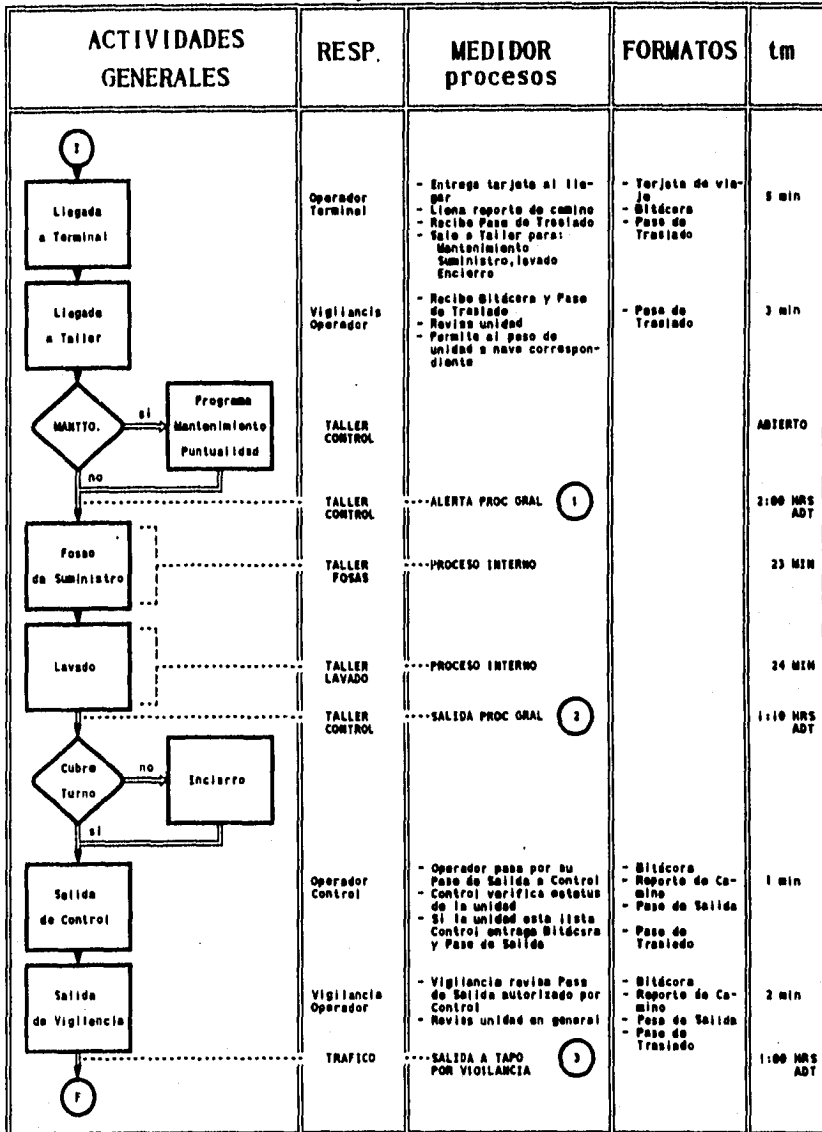 ACTIVIDADES
GENERALES
RESP.
MEDIDOR
procesos
FORMATOS
tm
I
Llegada
a Terminal
Operador
Terminal
- Entrega tarjeta al lle-
gar
- Llena reporte de camino
- Recibe Pase de Traslado
- Sale a Taller para:
Mantenimiento
Suministro, lavado
Encierro
- Tarjeta de via-
je
- Bitácora
- Pase de
Traslado
5 min
Llegada
a Taller
Vigilancia
Operador
- Recibe Bitácora y Pase
de Traslado
- Revisa unidad
- Permite al paso de
unidad a nave correspon-
diente
- Pase de
Traslado
3 min
MANTTO.
si
Programa
Mantenimiento
Puntualidad
no
TALLER
CONTROL
ABIERTO
TALLER
CONTROL
ALERTA PROC GRAL
1
2:00 HRS
ADT
Fosao
de Suministro
TALLER
FOSAS
PROCESO INTERNO
23 MIN
Lavado
TALLER
LAVADO
PROCESO INTERNO
24 MIN
TALLER
CONTROL
SALIDA PROC GRAL
2
1:10 HRS
ADT
Cubre
Turno
no
Incierro
si
Salida
de Control
Operador
Control
- Operador pasa por su
Pase de Salida a Control
- Control verifica estatus
de la unidad
- Si la unidad esta lista
Control entrega Bitácora
y Pase de Salida
- Bitácora
- Reporte de Ca-
mino
- Pase de Salida
- Pase de
Traslado
1 min
Salida
de Vigilancia
Vigilancia
Operador
- Vigilancia revisa Pase
de Salida autorizado por
Control
- Revisa unidad en general
- Bitácora
- Reporte de Ca-
mino
- Pase de Salida
- Pase de
Traslado
2 min
TRAFICO
SALIDA A TAPO
POR VIGILANCIA
3
1:00 HRS
ADT
F